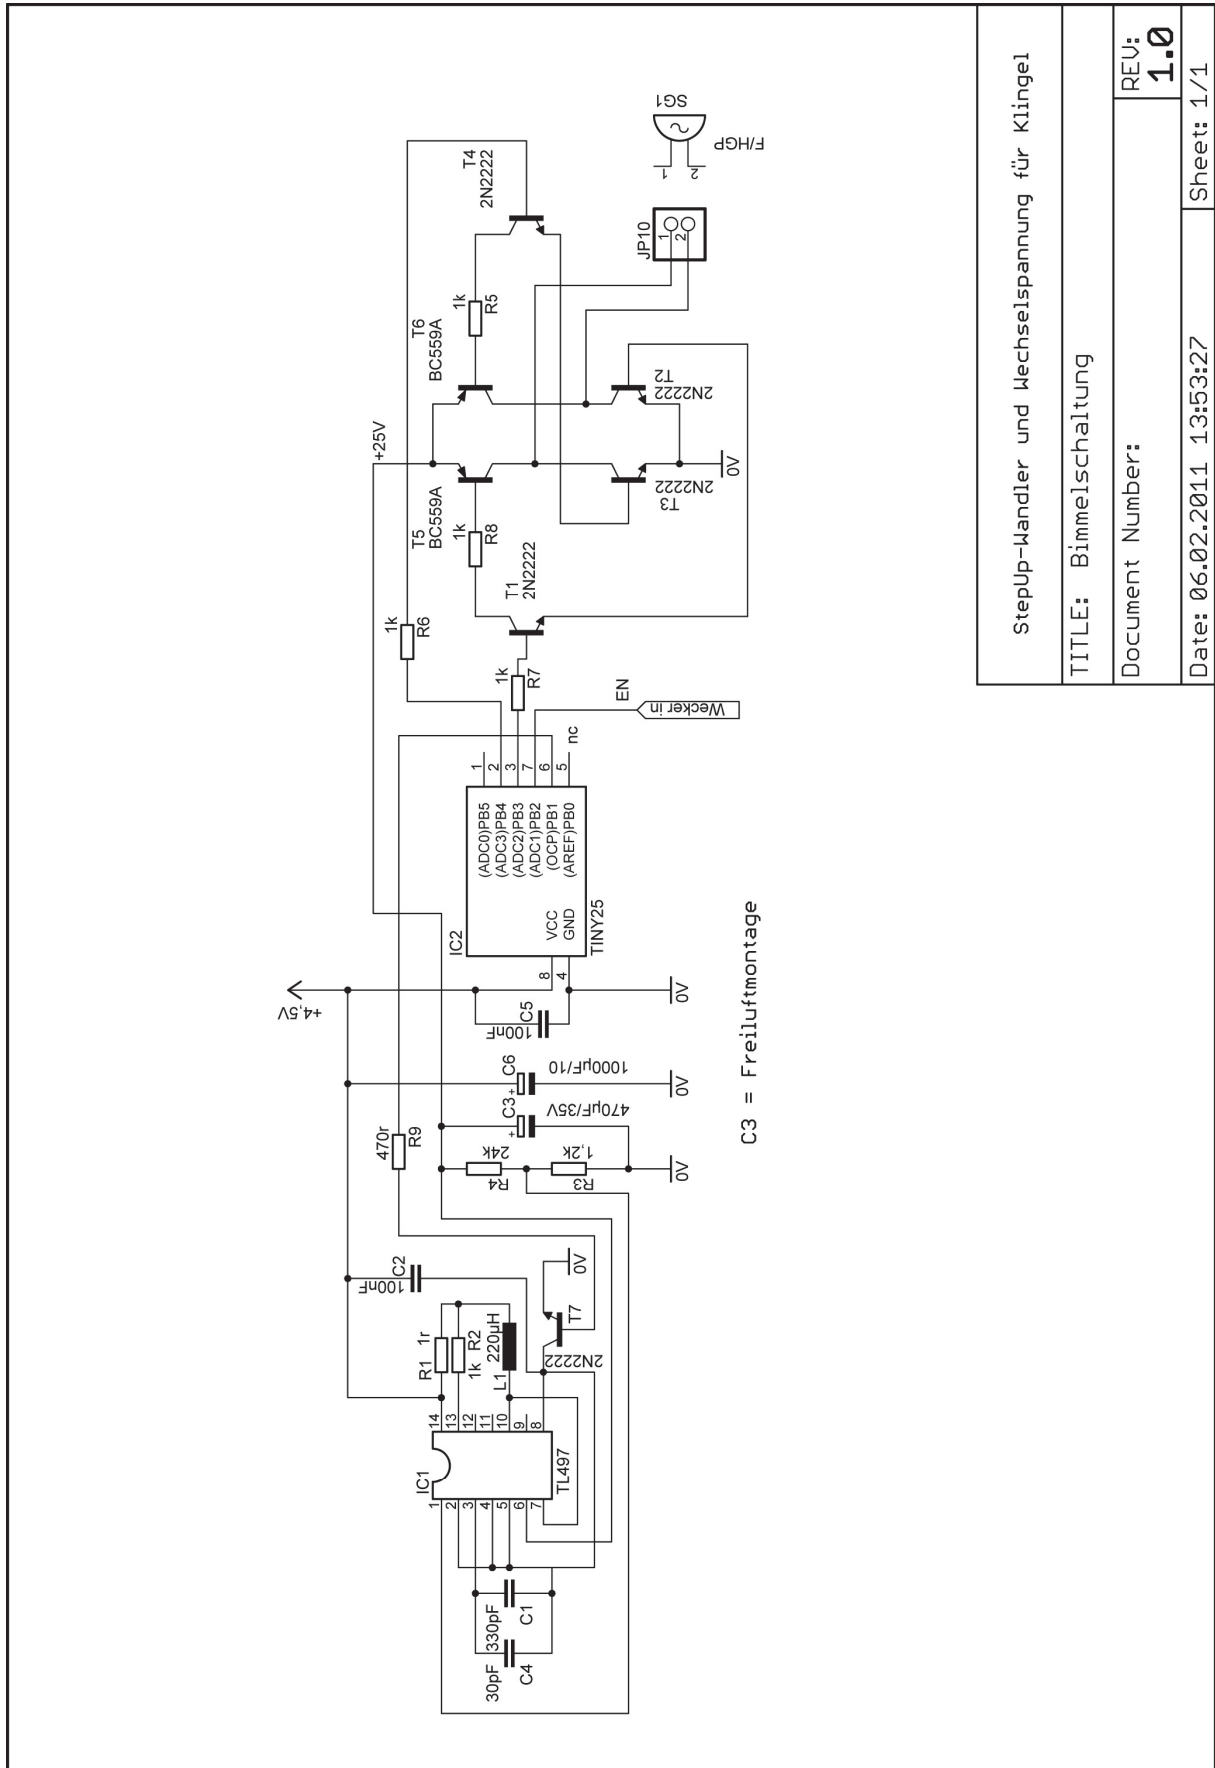 IC1
TL497
1
2
3
4
5
6
7
14
13
12
11
10
9
8
30pF
C4
330pF
C1
R1
1r
1k
R2
L1
220µH
100nF
C2
2N2222
T7
0V
470r
R9
R4
24k
R3
1,2k
C3
+
470µF/35V
C6
+
1000µF/10
0V
0V
+4,5V
100nF
C5
0V
8
4
IC2
VCC
GND
TINY25
(ADC0)PB5
(ADC3)PB4
(ADC2)PB3
(ADC1)PB2
(OCP)PB1
(AREF)PB0
1
2
3
7
6
5
nc
EN
Wecker in
1k
R6
1k
R7
T1
2N2222
1k
R8
T5
BC559A
+25V
T6
BC559A
1k
R5
T4
2N2222
T3
2N2222
T2
2N2222
0V
JP10
1
2
SG1
1
2
F/HGP
C3 = Freiluftmontage
StepUp-Wandler und Wechselspannung für Klingel
TITLE: Bimmelschaltung
Document Number:
REV:
1.0
Date: 06.02.2011 13:53:27
Sheet: 1/1